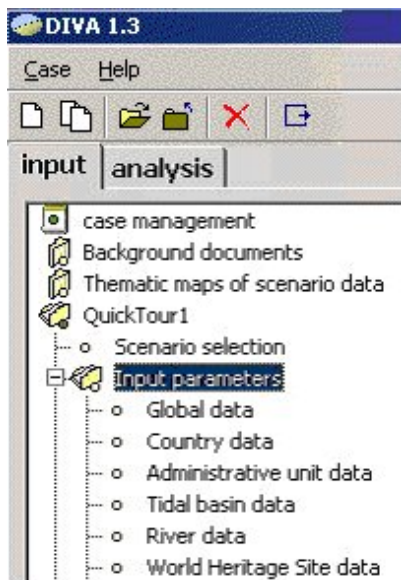 DIVA 1.3
Case Help
input analysis
case management
Background documents
Thematic maps of scenario data
QuickTour1
Scenario selection
Input parameters
Global data
Country data
Administrative unit data
Tidal basin data
River data
World Heritage Site data